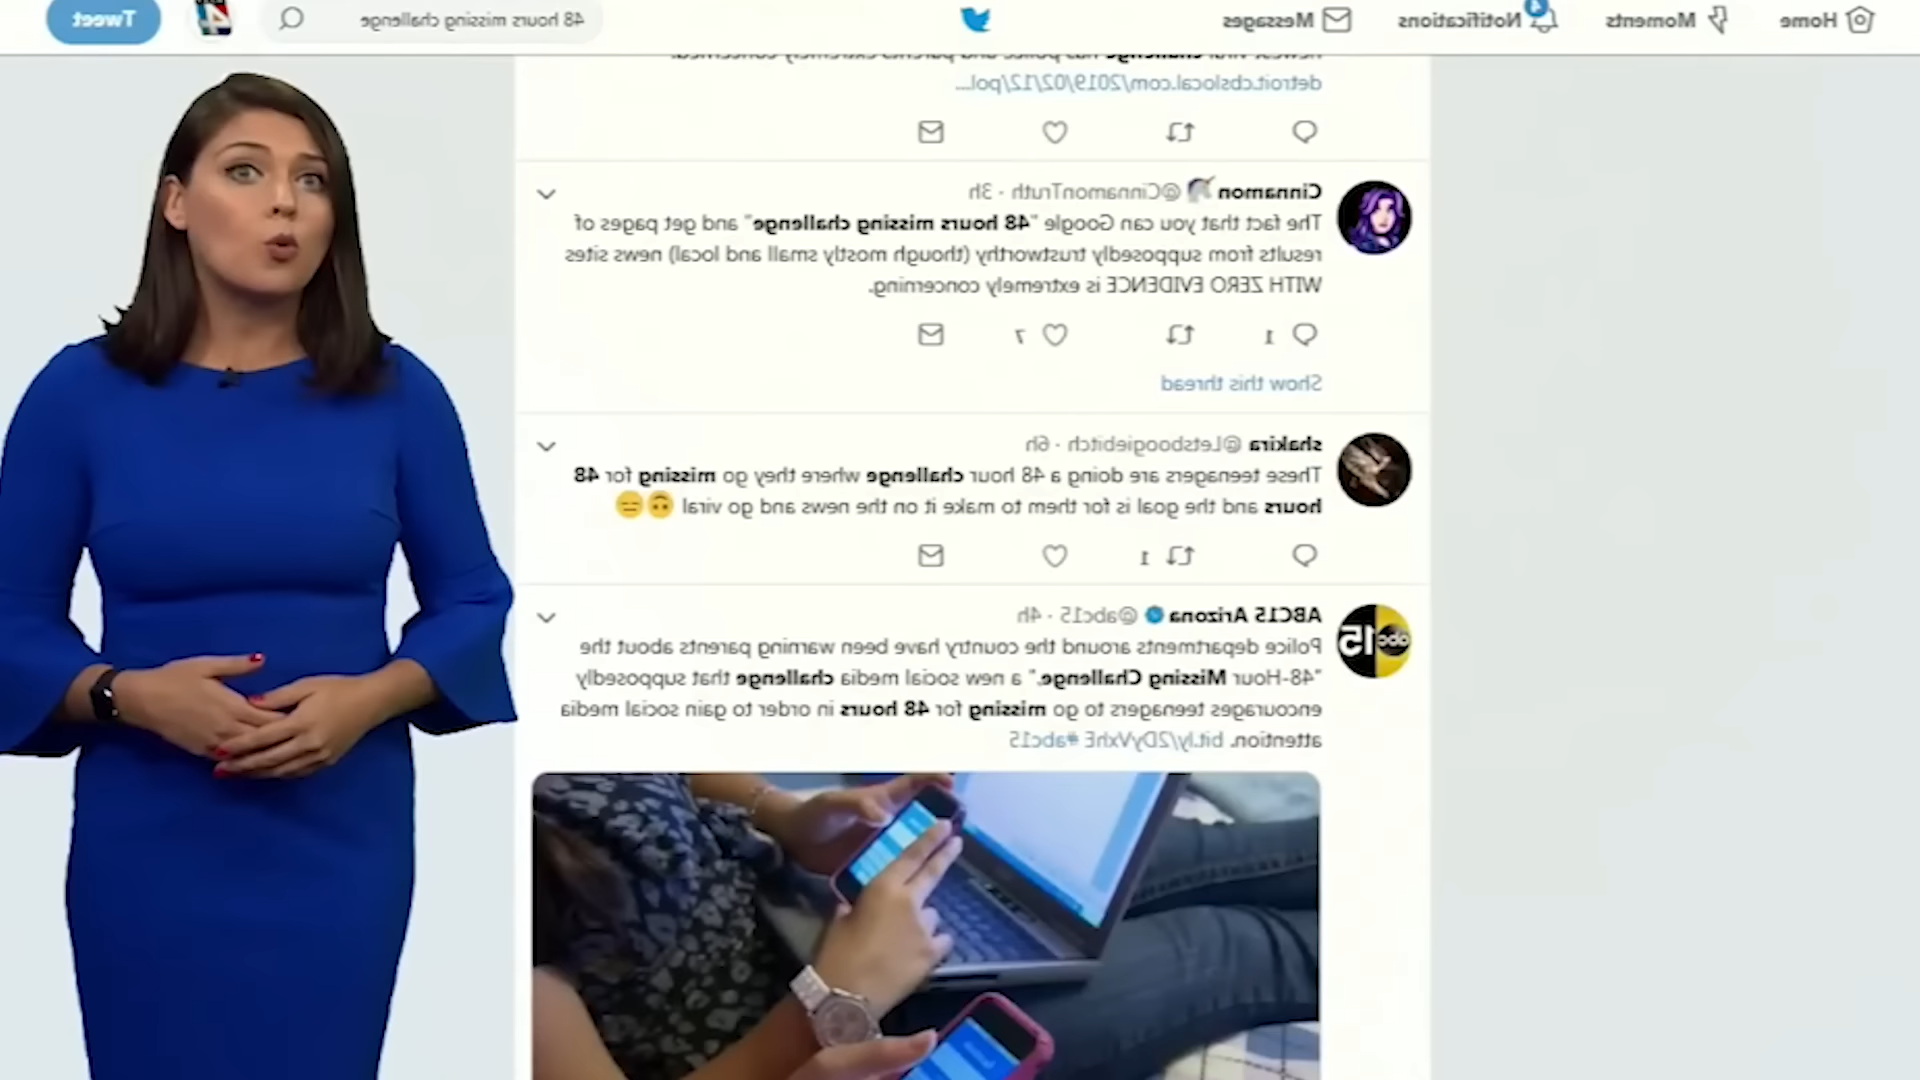 Home
Moments
Notifications
4
Messages
48 hours missing challenge
Tweet
newest viral challenge has police and parents extremely concerned.
detroit.cbslocal.com/2019/02/12/pol...
Cinnamon @CinnamonTruth · 3h
The fact that you can Google "48 hours missing challenge" and get pages of
results from supposedly trustworthy (though mostly small and local) news sites
WITH ZERO EVIDENCE is extremely concerning.
1
7
Show this thread
shakira @Letsboogiebitch · 6h
These teenagers are doing a 48 hour challenge where they go missing for 48
hours and the goal is for them to make it on the news and go viral 🙃😑
1
ABC15 Arizona @abc15 · 4h
Police departments around the country have been warning parents about the
"48-Hour Missing Challenge," a new social media challenge that supposedly
encourages teenagers to go missing for 48 hours in order to gain social media
attention. bit.ly/2DyVxhE #abc15
abc15